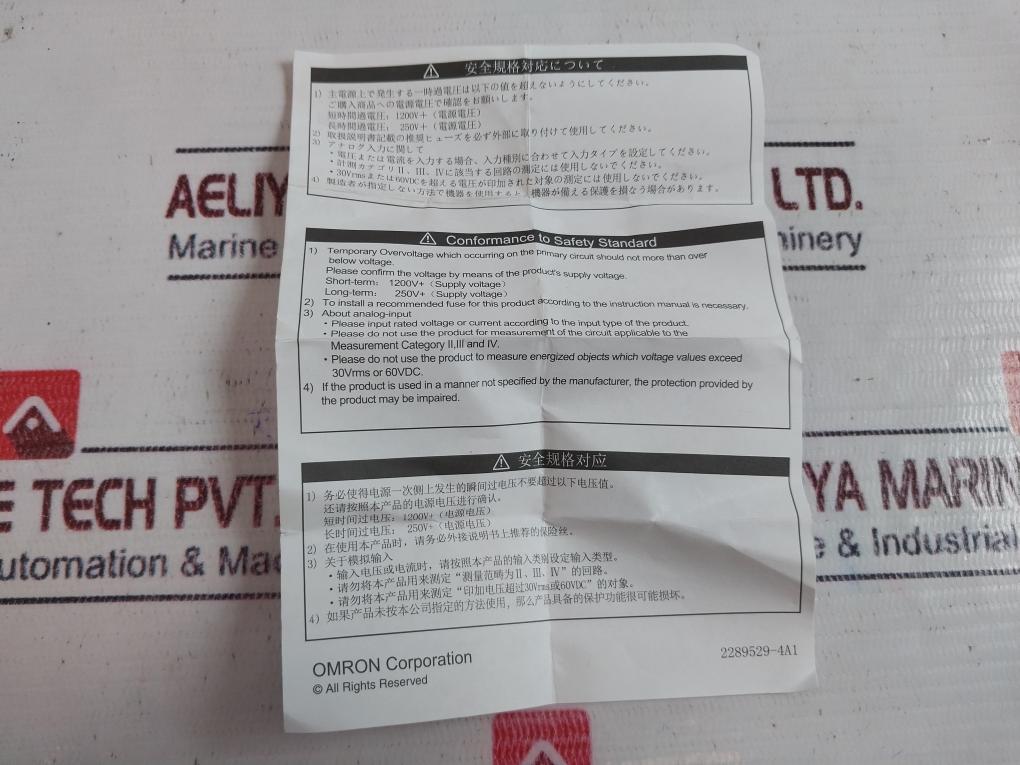 ⚠ 安全規格対応について
1) 主電源上で発生する一時過電圧は以下の値を超えないようにしてください。
ご購入商品への電源電圧で確認をお願いします。
短時間過電圧: 1200V+(電源電圧)
長時間過電圧: 250V+(電源電圧)
2) 取扱説明書記載の推奨ヒューズを必ず外部に取り付けて使用してください。
3) アナログ入力に関して
・電圧または電流を入力する場合、入力種別に合わせて入力タイプを設定してください。
・計測カテゴリⅡ、Ⅲ、Ⅳに該当する回路の測定には使用しないでください。
・30Vrmsまたは60VDCを超える電圧が印加された対象の測定には使用しないでください。
4) 製造者が指定しない方法で機器を使用すると、機器が備える保護を損なう場合があります。
AELIY
LTD.
Marine
hinery
⚠ Conformance to Safety Standard
1) Temporary Overvoltage which occurring on the primary circuit should not more than over
below voltage.
Please confirm the voltage by means of the product's supply voltage.
Short-term: 1200V+（Supply voltage）
Long-term: 250V+（Supply voltage）
2) To install a recommended fuse for this product according to the instruction manual is necessary.
3) About analog-input
・Please input rated voltage or current according to the input type of the product.
・Please do not use the product for measurement of the circuit applicable to the
Measurement Category II,III and IV.
・Please do not use the product to measure energized objects which voltage values exceed
30Vrms or 60VDC.
4) If the product is used in a manner not specified by the manufacturer, the protection provided by
the product may be impaired.
⚠ 安全规格对应
1) 务必使得电源一次侧上发生的瞬间过电压不要超过以下电压值。
还请按照本产品的电源电压进行确认。
短时间过电压: 1200V+(电源电压)
长时间过电压: 250V+(电源电压)
2) 在使用本产品时，请务必外接说明书上推荐的保险丝。
3) 关于模拟输入
・输入电压或电流时，请按照本产品的输入类别设定输入类型。
・请勿将本产品用来测定“测量范畴为Ⅱ、Ⅲ、Ⅳ”的回路。
・请勿将本产品用来测定“印加电压超过30Vrms或60VDC”的对象。
4) 如果产品未按本公司指定的方法使用，那么产品具备的保护功能很可能损坏。
E TECH PVT.
YA MARIN
utomation & Mac
e & Industrial
OMRON Corporation
© All Rights Reserved
2289529-4A1